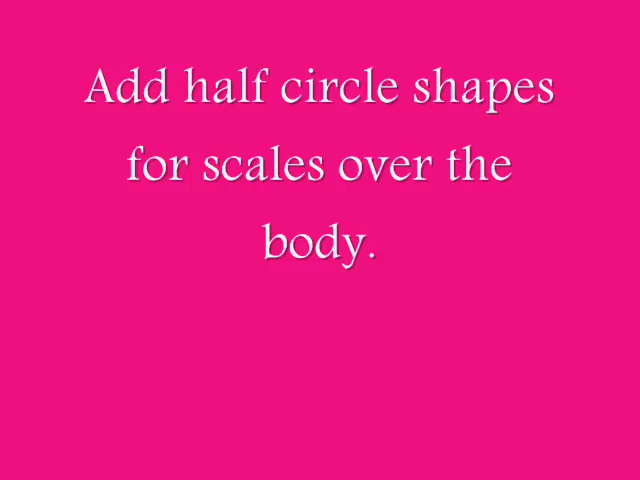 Add half circle shapes
for scales over the
body.